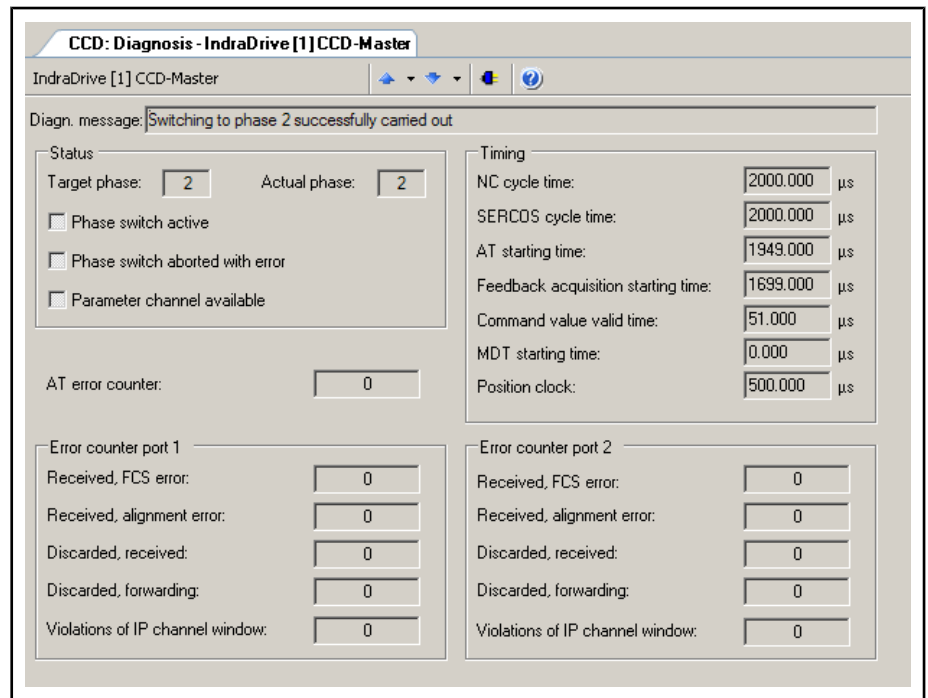 CCD: Diagnosis - IndraDrive [1] CCD-Master
IndraDrive [1] CCD-Master
Diagn. message: Switching to phase 2 successfully carried out
Status
Target phase: 2 Actual phase: 2
Phase switch active
Phase switch aborted with error
Parameter channel available
AT error counter: 0
Timing
NC cycle time: 2000.000 µs
SERCOS cycle time: 2000.000 µs
AT starting time: 1949.000 µs
Feedback acquisition starting time: 1699.000 µs
Command value valid time: 51.000 µs
MDT starting time: 0.000 µs
Position clock: 500.000 µs
Error counter port 1
Received, FCS error: 0
Received, alignment error: 0
Discarded, received: 0
Discarded, forwarding: 0
Violations of IP channel window: 0
Error counter port 2
Received, FCS error: 0
Received, alignment error: 0
Discarded, received: 0
Discarded, forwarding: 0
Violations of IP channel window: 0